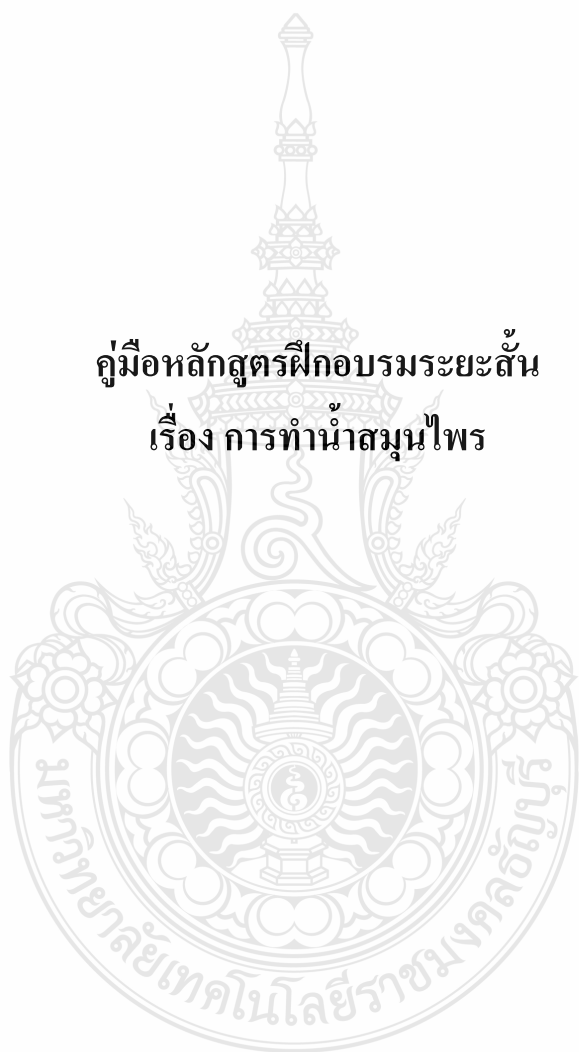 คู่มือหลักสูตรฝึกอบรมระยะสั้น
เรื่อง การทำน้ำสมุนไพร
มหาวิทยาลัยเทคโนโลยีราชมงคลธัญบุรี